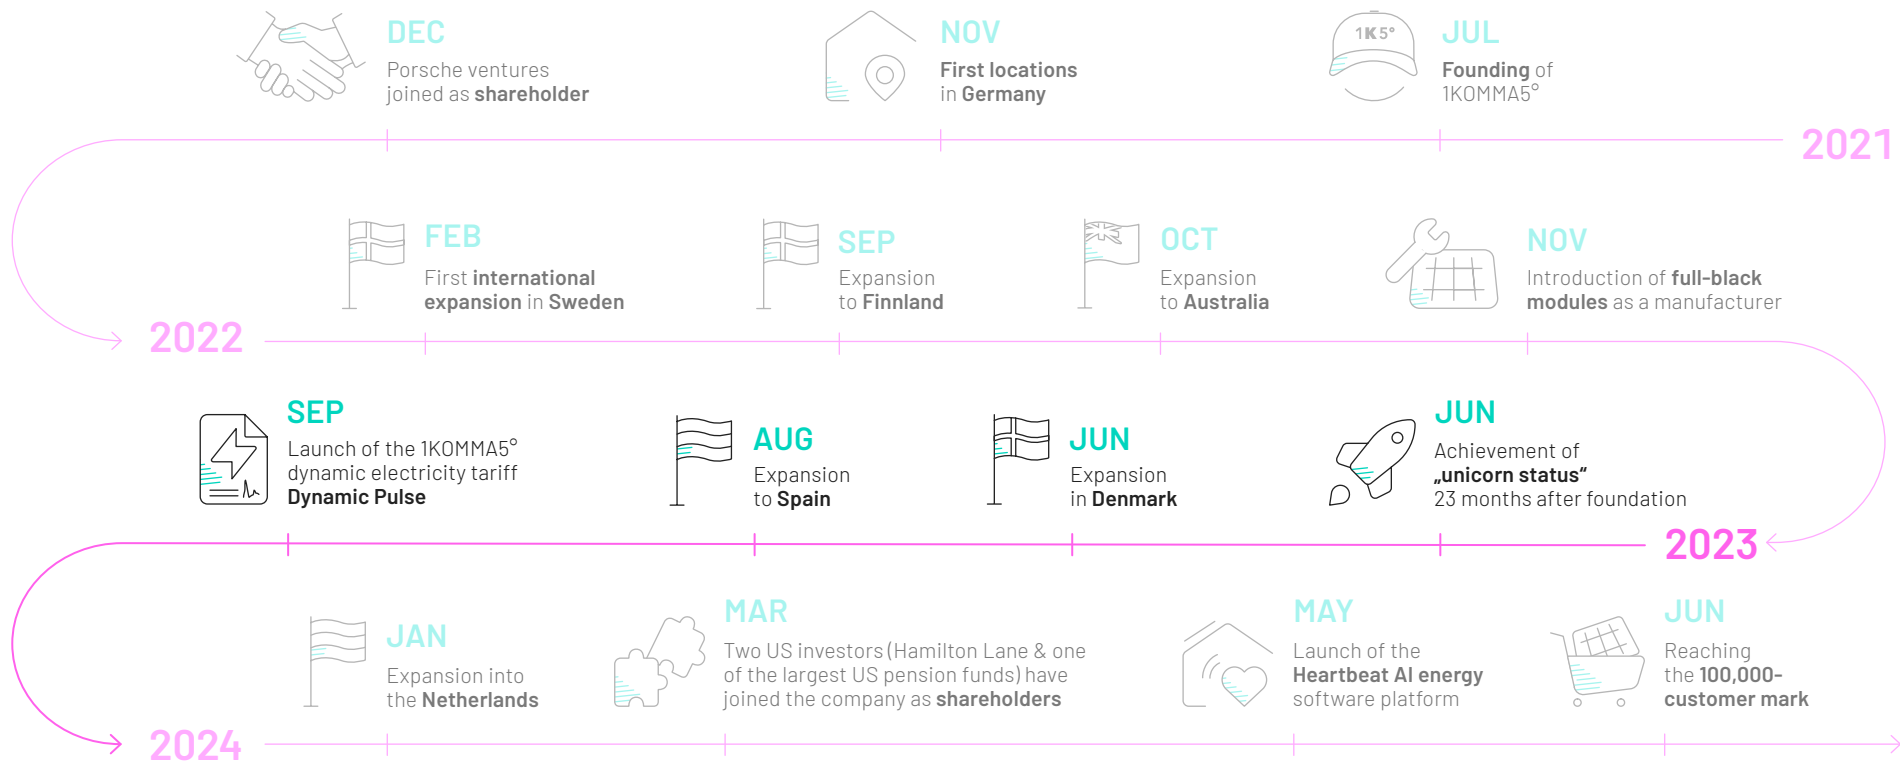 DEC
Porsche ventures
joined as shareholder
NOV
First locations
in Germany
1K5°
JUL
Founding of
1KOMMA5°
2021
FEB
First international
expansion in Sweden
SEP
Expansion
to Finnland
OCT
Expansion
to Australia
NOV
Introduction of full-black
modules as a manufacturer
2022
SEP
Launch of the 1KOMMA5°
dynamic electricity tariff
Dynamic Pulse
AUG
Expansion
to Spain
JUN
Expansion
in Denmark
JUN
Achievement of
„unicorn status“
23 months after foundation
2023
JAN
Expansion into
the Netherlands
MAR
Two US investors (Hamilton Lane & one
of the largest US pension funds) have
joined the company as shareholders
MAY
Launch of the
Heartbeat AI energy
software platform
JUN
Reaching
the 100,000-
customer mark
2024